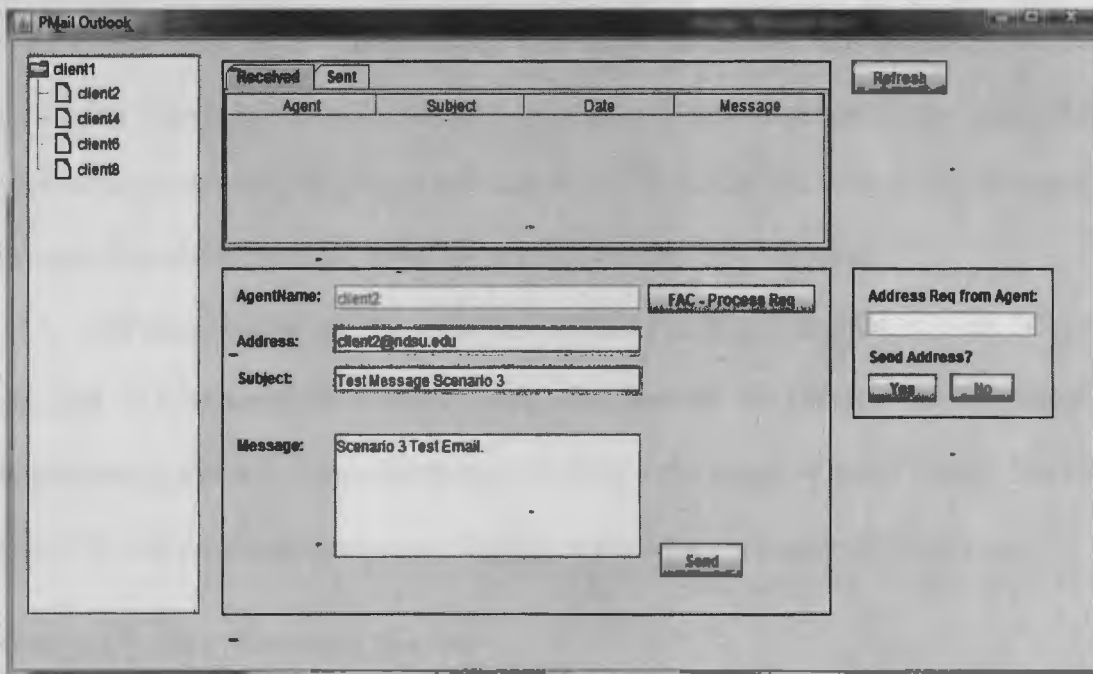 PMail Outlook
client1
client2
client4
client6
client8
Received Sent
Agent Subject Date Message
Refresh
AgentName: client2 FAC - Process Req
Address: client2@ndsu.edu
Subject: Test Message Scenario 3
Message: Scenario 3 Test Email.
Send
Address Req from Agent:
Send Address?
Yes No